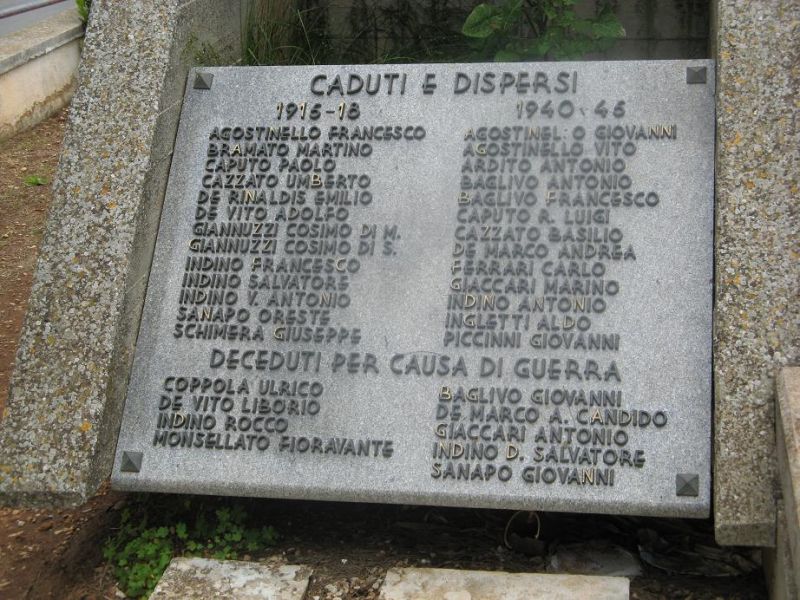 CADUTI E DISPERSI
1915-18
AGOSTINELLO FRANCESCO
BRAMATO MARTINO
CAPUTO PAOLO
CAZZATO UMBERTO
DE RINALDIS EMILIO
DE VITO ADOLFO
GIANNUZZI COSIMO DI M.
GIANNUZZI COSIMO DI S.
INDINO FRANCESCO
INDINO SALVATORE
INDINO V. ANTONIO
SANAPO ORESTE
SCHIMERA GIUSEPPE
1940-45
AGOSTINEL O GIOVANNI
AGOSTINELLO VITO
ARDITO ANTONIO
BAGLIVO ANTONIO
BAGLIVO FRANCESCO
CAPUTO R. LUIGI
CAZZATO BASILIO
DE MARCO ANDREA
FERRARI CARLO
GIACCARI MARINO
INDINO ANTONIO
INGLETTI ALDO
PICCINNI GIOVANNI
DECEDUTI PER CAUSA DI GUERRA
COPPOLA ULRICO
DE VITO LIBORIO
INDINO ROCCO
MONSELLATO FIORAVANTE
BAGLIVO GIOVANNI
DE MARCO A. CANDIDO
GIACCARI ANTONIO
INDINO D. SALVATORE
SANAPO GIOVANNI